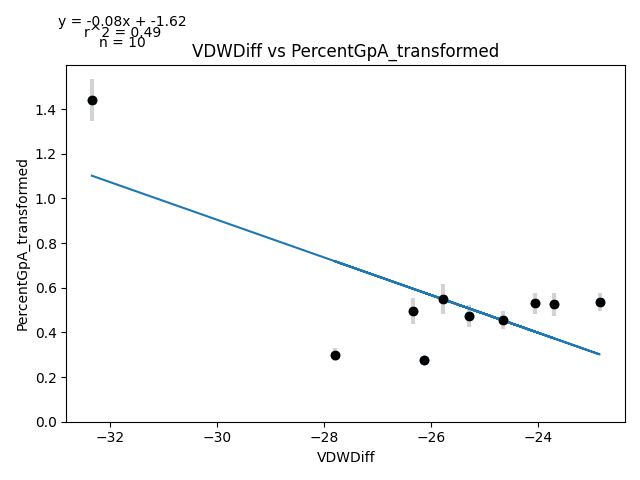 y = -0.08x + -1.62
r^2 = 0.49
n = 10
VDWDiff vs PercentGpA_transformed
PercentGpA_transformed
1.4
1.2
1.0
0.8
0.6
0.4
0.2
0.0
−32
−30
−28
−26
−24
VDWDiff